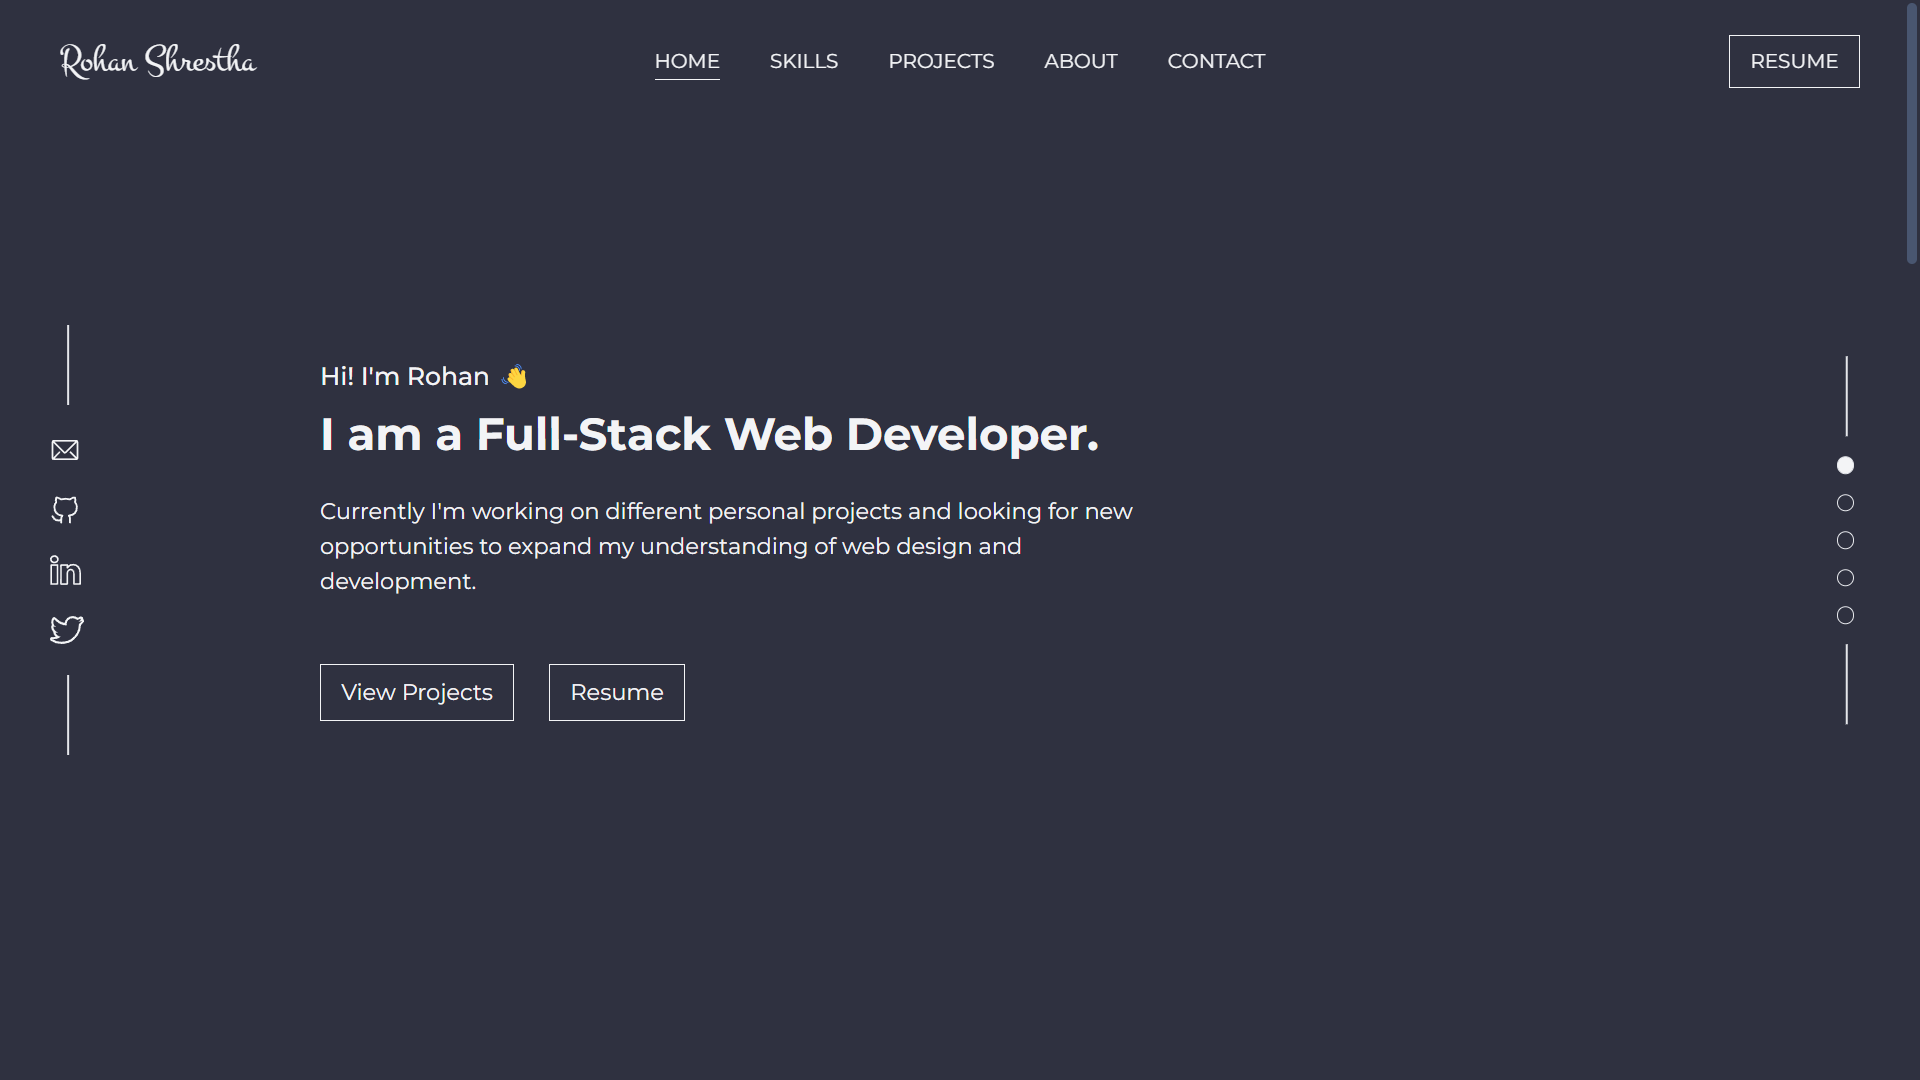 Rohan Shrestha
HOME SKILLS PROJECTS ABOUT CONTACT
RESUME
Hi! I'm Rohan 👋
I am a Full-Stack Web Developer.
Currently I'm working on different personal projects and looking for new
opportunities to expand my understanding of web design and
development.
View Projects
Resume